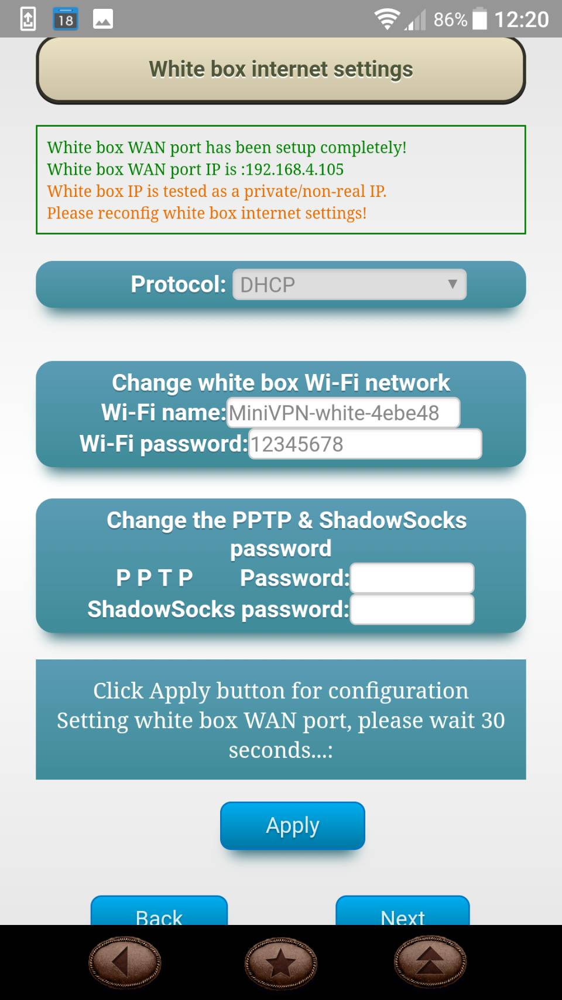 18 86% 12:20
White box internet settings
White box WAN port has been setup completely!
White box WAN port IP is :192.168.4.105
White box IP is tested as a private/non-real IP.
Please reconfig white box internet settings!
Protocol: DHCP
Change white box Wi-Fi network
Wi-Fi name: MiniVPN-white-4ebe48
Wi-Fi password: 12345678
Change the PPTP & ShadowSocks
password
P P T P Password:
ShadowSocks password:
Click Apply button for configuration
Setting white box WAN port, please wait 30
seconds...:
Apply
Back Next